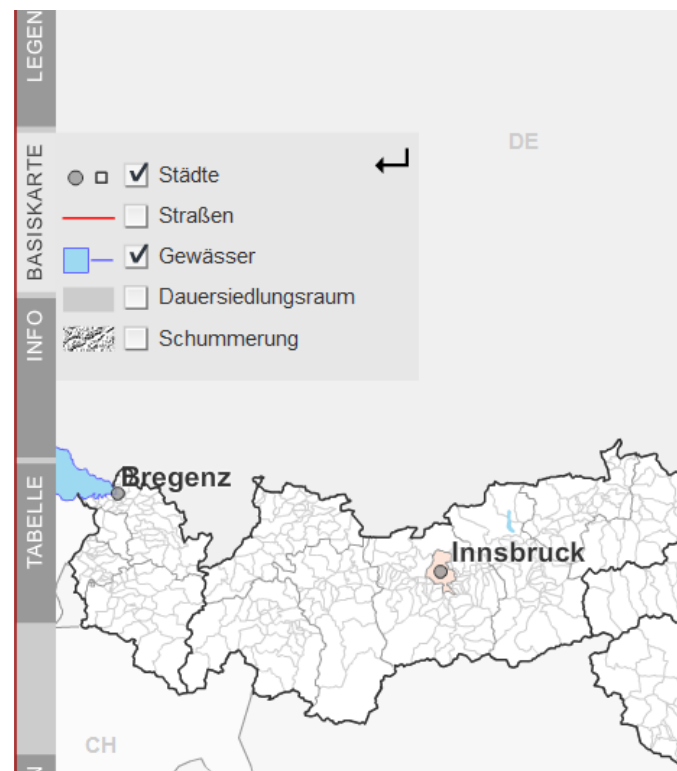 LEGEN
BASISKARTE
INFO
TABELLE
N
Städte
Straßen
Gewässer
Dauersiedlungsraum
Schummerung
DE
Bregenz
Innsbruck
CH